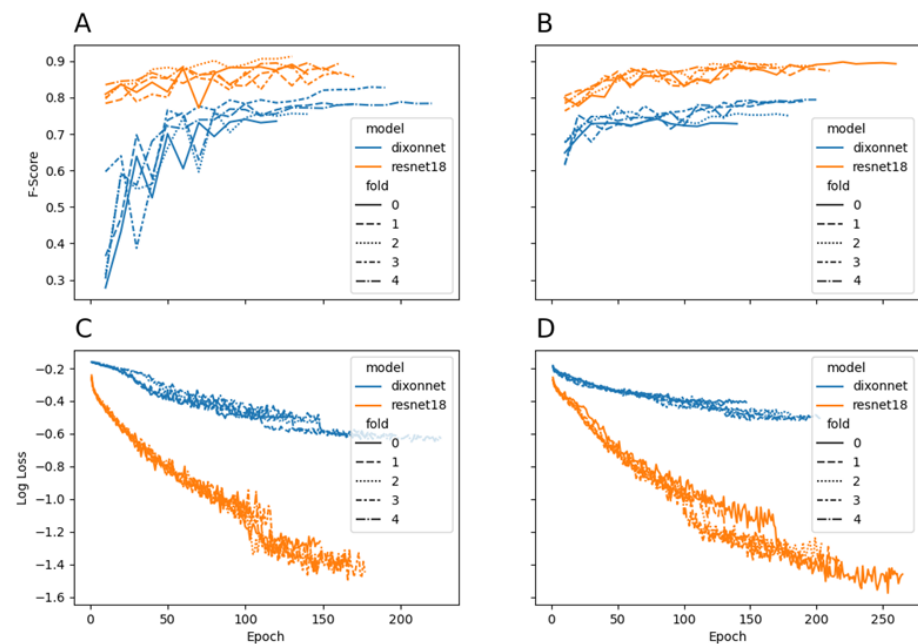 A
B
F-Score
0.9
0.8
0.7
0.6
0.5
0.4
0.3
model
dixonnet
resnet18
fold
0
1
2
3
4
model
dixonnet
resnet18
fold
0
1
2
3
4
C
D
Log Loss
−0.2
−0.4
−0.6
−0.8
−1.0
−1.2
−1.4
−1.6
model
dixonnet
resnet18
fold
0
1
2
3
4
model
dixonnet
resnet18
fold
0
1
2
3
4
0 50 100 150 200
Epoch
0 50 100 150 200 250
Epoch